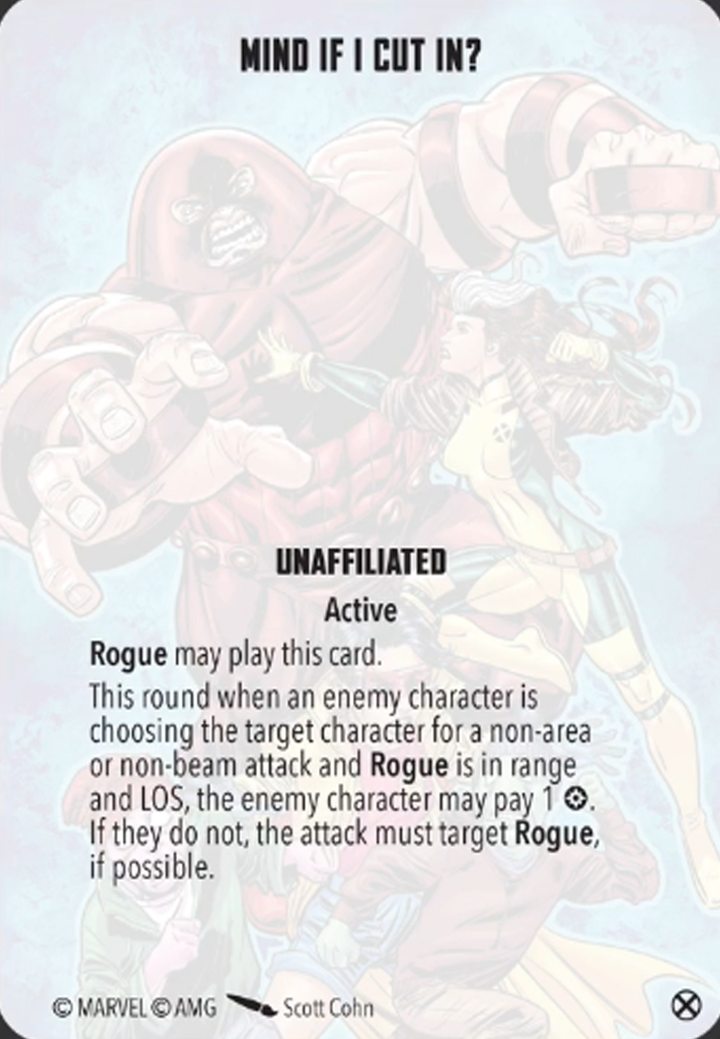 MIND IF I CUT IN?
UNAFFILIATED
Active
Rogue may play this card.
This round when an enemy character is
choosing the target character for a non-area
or non-beam attack and Rogue is in range
and LOS, the enemy character may pay 1 .
If they do not, the attack must target Rogue,
if possible.
© MARVEL © AMG Scott Cohn